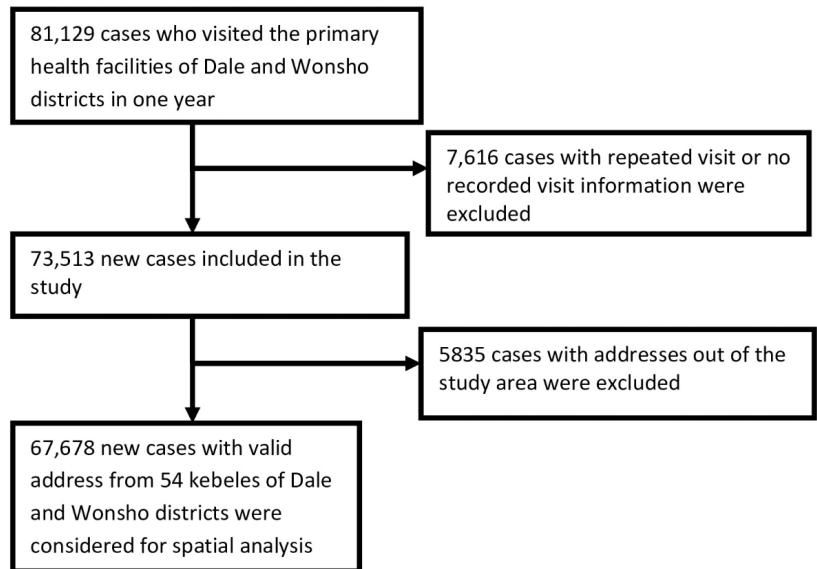 81,129 cases who visited the primary
health facilities of Dale and Wonsho
districts in one year
7,616 cases with repeated visit or no
recorded visit information were
excluded
73,513 new cases included in the
study
5835 cases with addresses out of the
study area were excluded
67,678 new cases with valid
address from 54 kebeles of Dale
and Wonsho districts were
considered for spatial analysis